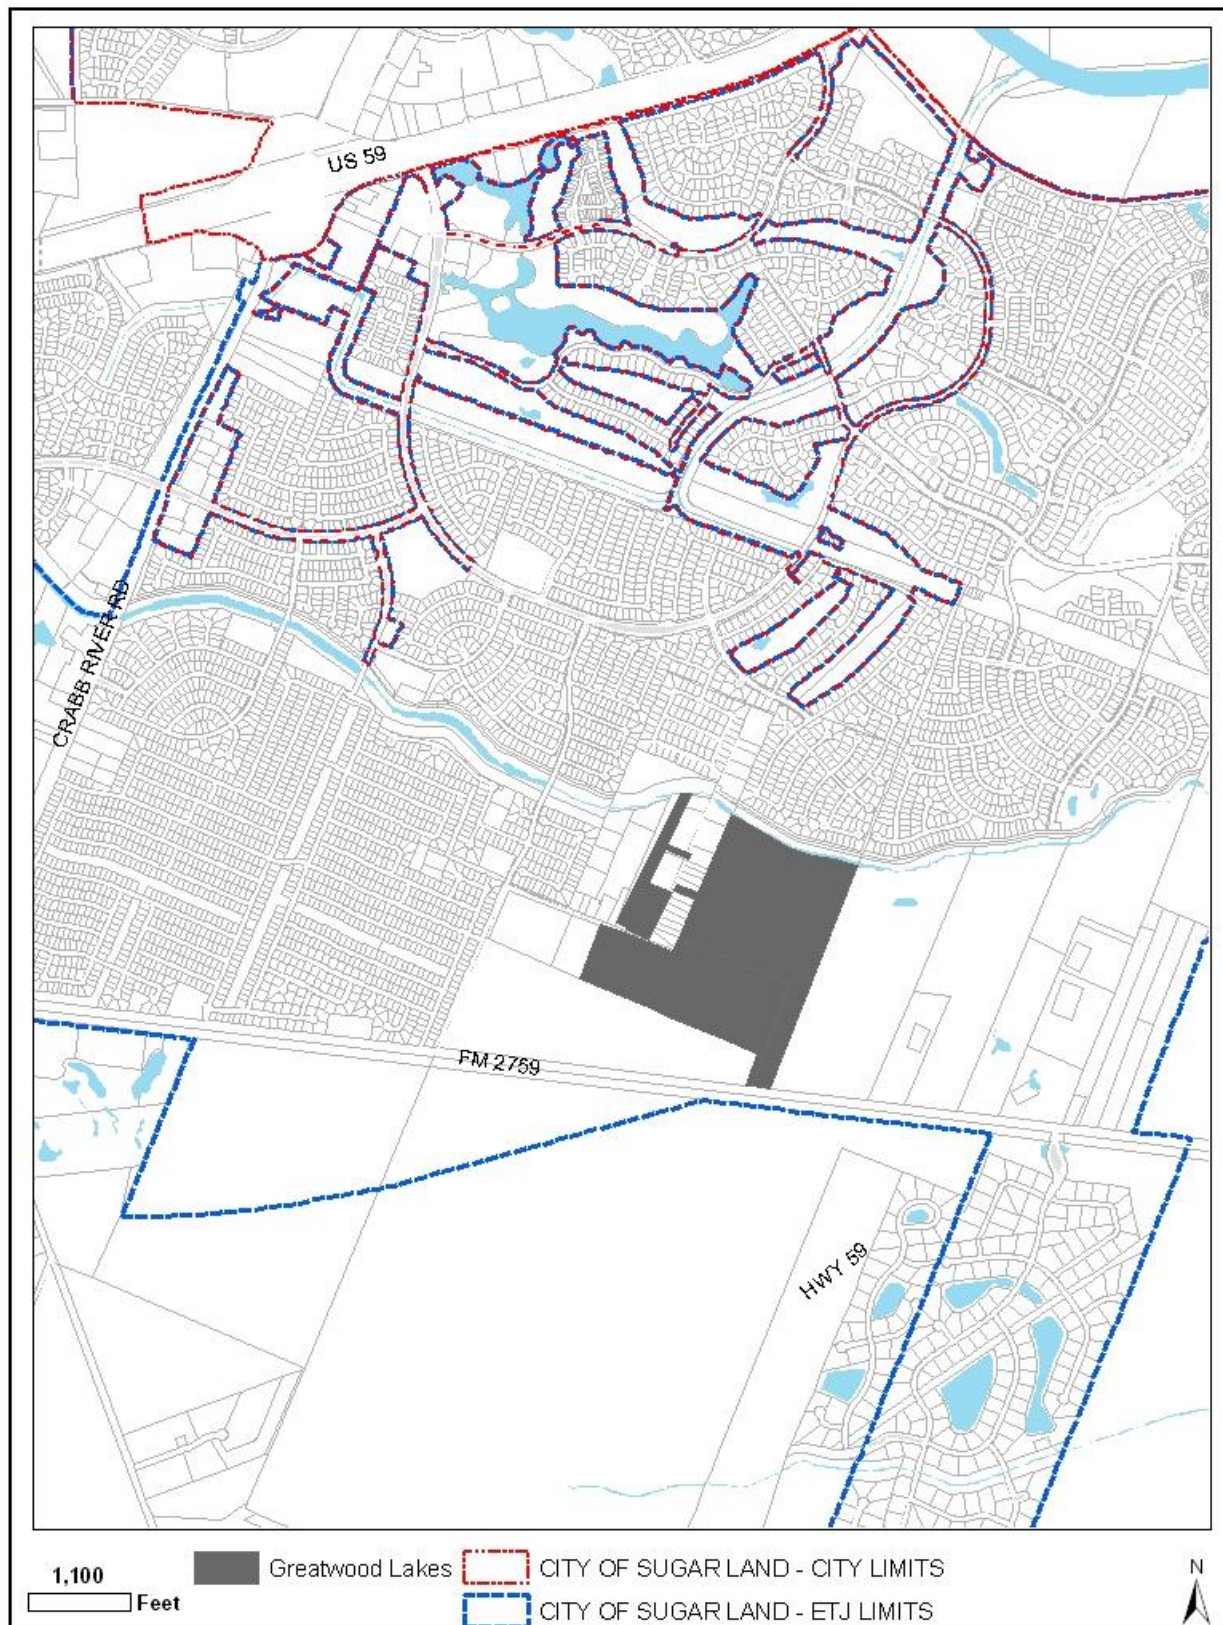 US 59
CRABB RIVER RD
FM 2759
HWY 59
1,100
Feet
Greatwood Lakes
CITY OF SUGAR LAND - CITY LIMITS
CITY OF SUGAR LAND - ETJ LIMITS
N